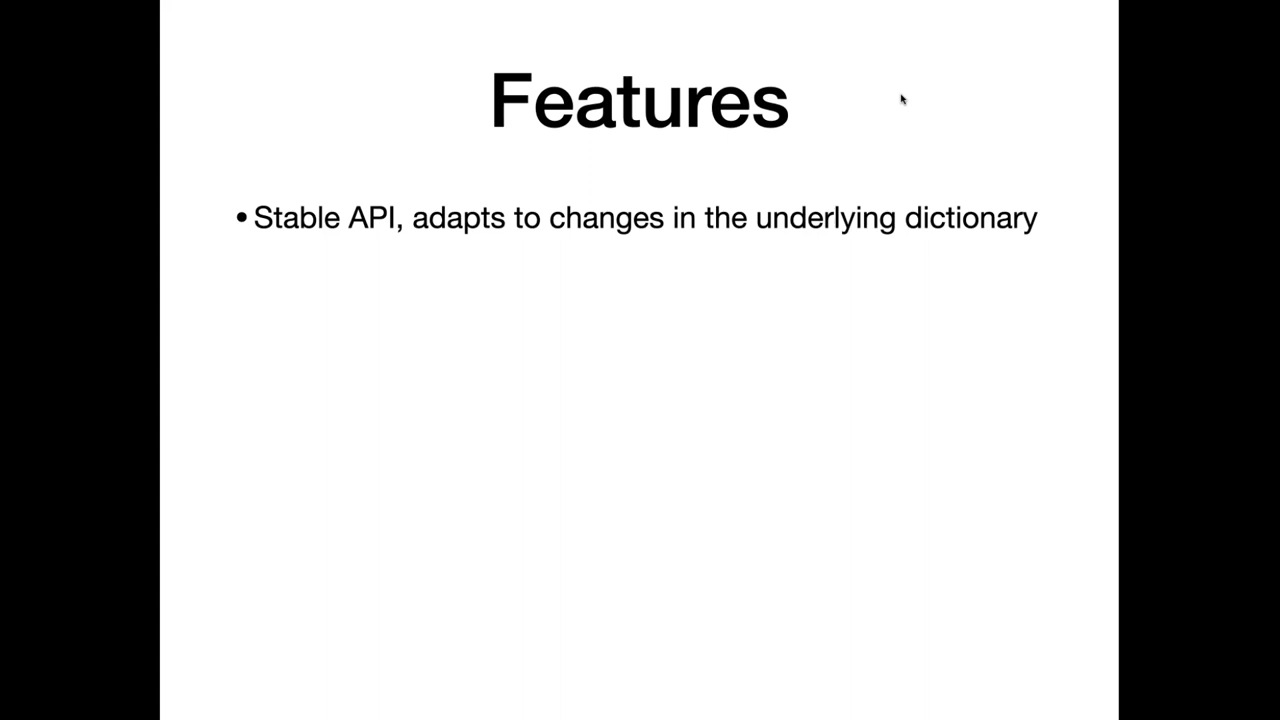 Features
• Stable API, adapts to changes in the underlying dictionary